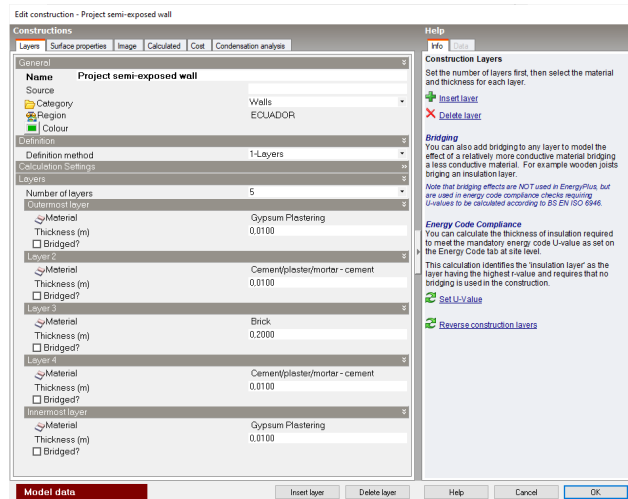 Edit construction - Project semi-exposed wall
Constructions
Layers Surface properties Image Calculated Cost Condensation analysis
General
Name Project semi-exposed wall
Source
Category Walls
Region ECUADOR
Colour
Definition
Definition method 1-Layers
Calculation Settings
Layers
Number of layers 5
Outermost layer
Material Gypsum Plastering
Thickness (m) 0,0100
Bridged?
Layer 2
Material Cement/plaster/mortar - cement
Thickness (m) 0,0100
Bridged?
Layer 3
Material Brick
Thickness (m) 0,2000
Bridged?
Layer 4
Material Cement/plaster/mortar - cement
Thickness (m) 0,0100
Bridged?
Innermost layer
Material Gypsum Plastering
Thickness (m) 0,0100
Bridged?
Model data
Insert layer Delete layer Help Cancel OK
Help
Info Data
Construction Layers
Set the number of layers first, then select the material
and thickness for each layer.
Insert layer
Delete layer
Bridging
You can also add bridging to any layer to model the
effect of a relatively more conductive material bridging
a less conductive material. For example wooden joists
briging an insulation layer.
Note that bridging effects are NOT used in EnergyPlus, but
are used in energy code compliance checks requiring
U-values to be calculated according to BS EN ISO 6946.
Energy Code Compliance
You can calculate the thickness of insulation required
to meet the mandatory energy code U-value as set on
the Energy Code tab at site level.
This calculation identifies the 'insulation layer' as the
layer having the highest r-value and requires that no
bridging is used in the construction.
Set U-Value
Reverse construction layers